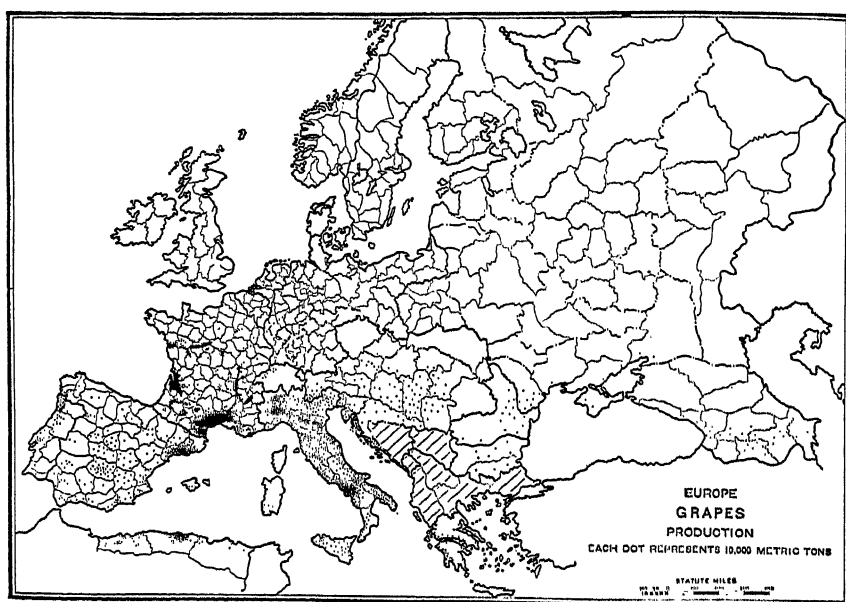 EUROPE
GRAPES
PRODUCTION
EACH DOT REPRESENTS 10,000 METRIC TONS
STATUTE MILES